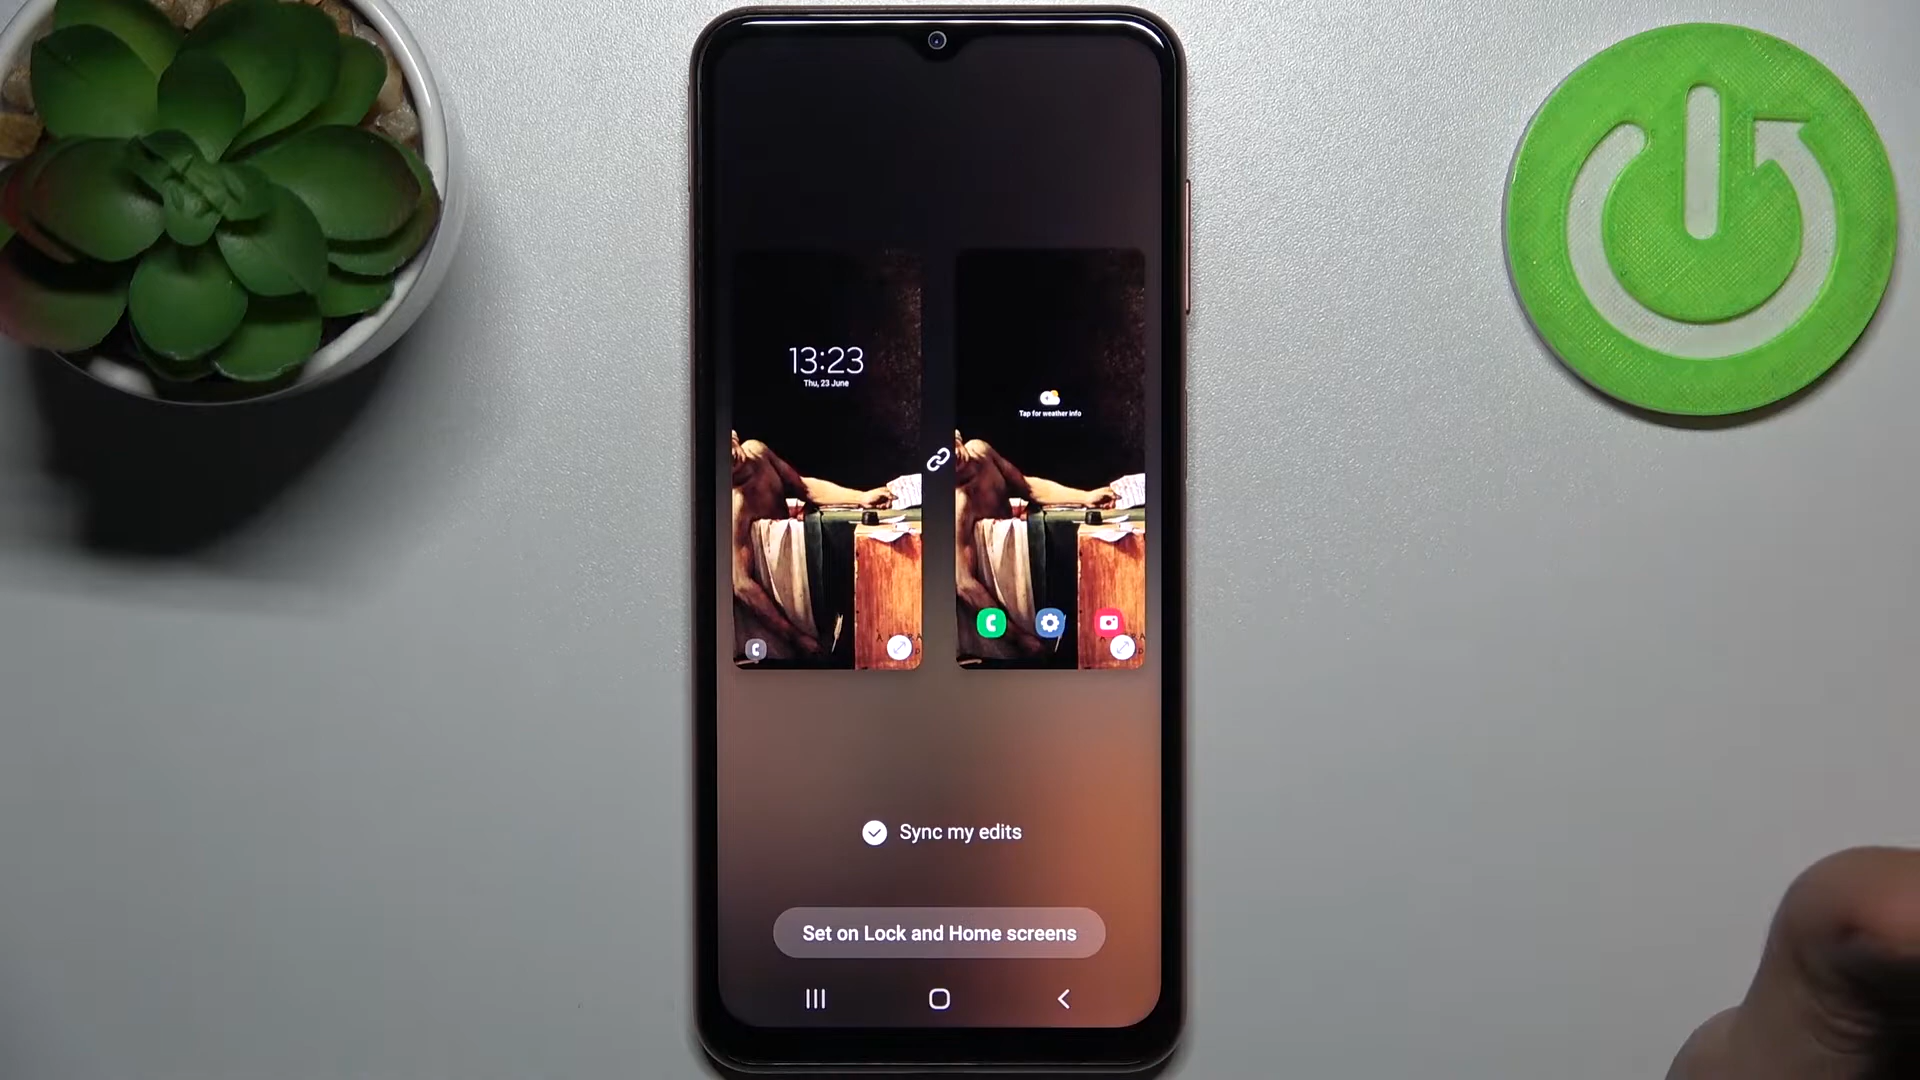 13:23
Thu, 23 June
Tap for weather info
Sync my edits
Set on Lock and Home screens